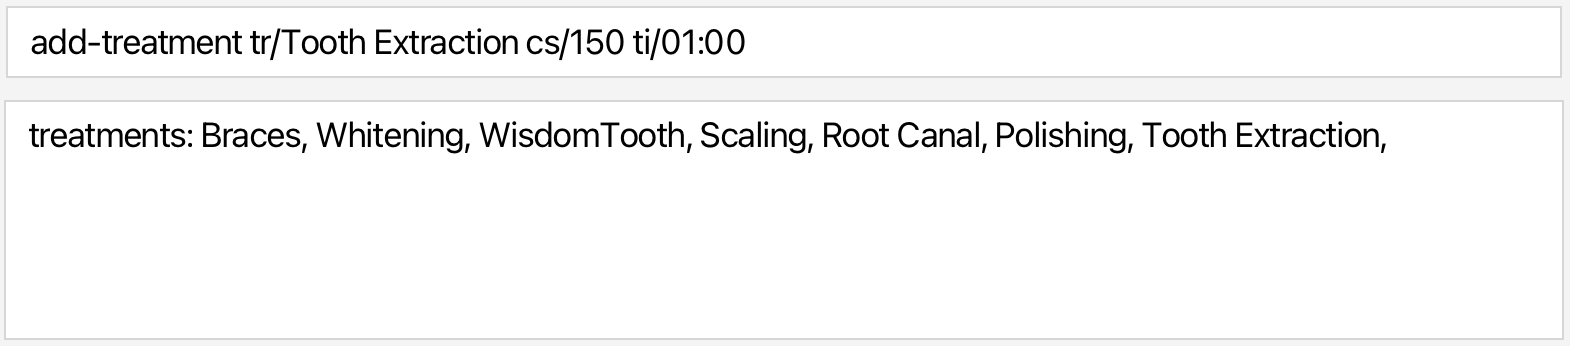 add-treatment tr/Tooth Extraction cs/150 ti/01:00
treatments: Braces, Whitening, WisdomTooth, Scaling, Root Canal, Polishing, Tooth Extraction,